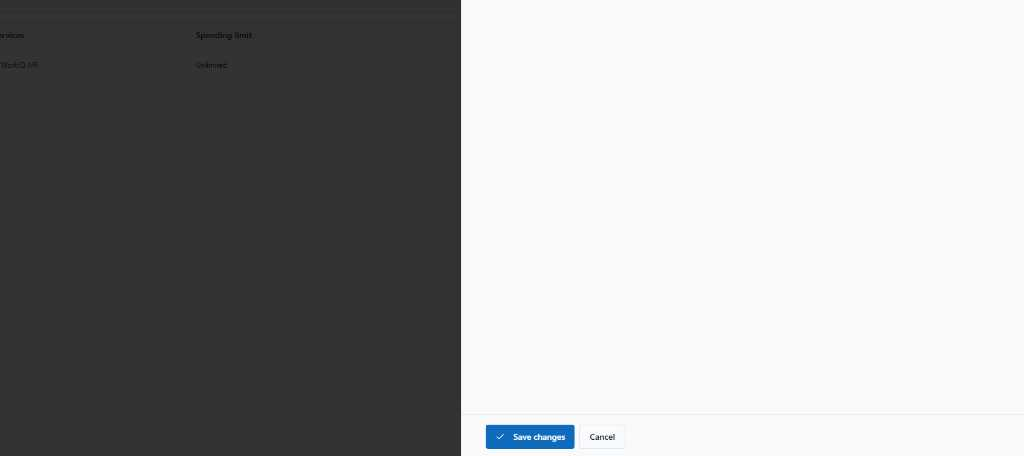 Spending limit
Unlimited
Save changes
Cancel